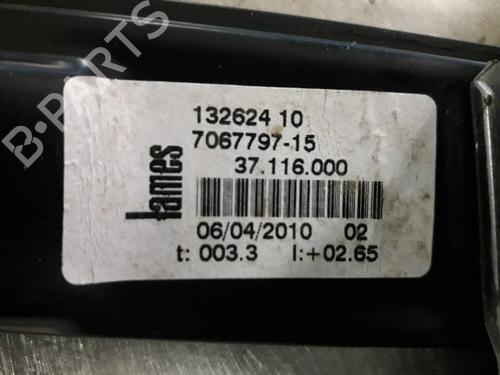 B-PARTS
132624 10
7067797-15
37.116.000
lames
06/04/2010 02
t: 003.3 l:+02.65